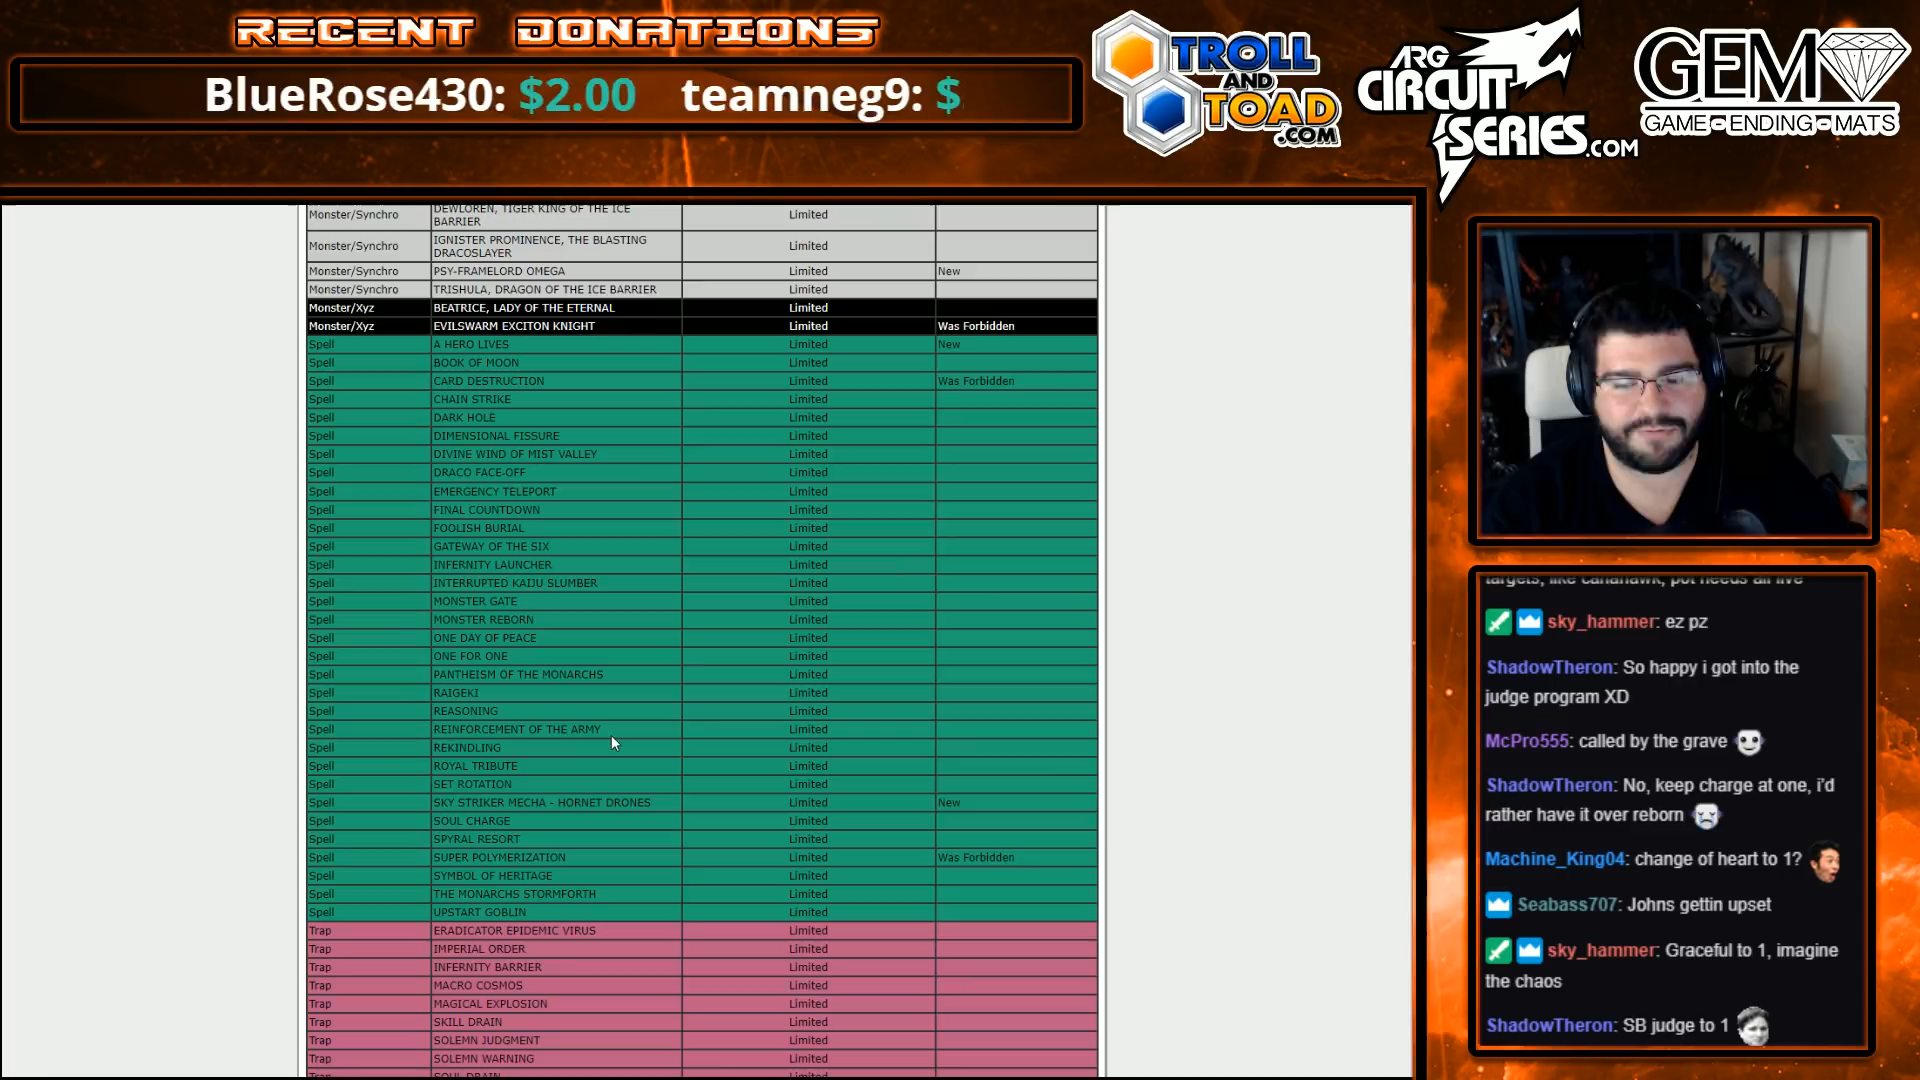 RECENT DONATIONS
BlueRose430: $2.00 teamneg9: $
TROLL
AND
TOAD
.COM
ARG
CIRCUIT
SERIES.COM
GEM
GAME-ENDING-MATS
Monster/Synchro DEWLOREN, TIGER KING OF THE ICE BARRIER Limited
Monster/Synchro IGNISTER PROMINENCE, THE BLASTING DRACOSLAYER Limited
Monster/Synchro PSY-FRAMELORD OMEGA Limited New
Monster/Synchro TRISHULA, DRAGON OF THE ICE BARRIER Limited
Monster/Xyz BEATRICE, LADY OF THE ETERNAL Limited
Monster/Xyz EVILSWARM EXCITON KNIGHT Limited Was Forbidden
Spell A HERO LIVES Limited New
Spell BOOK OF MOON Limited
Spell CARD DESTRUCTION Limited Was Forbidden
Spell CHAIN STRIKE Limited
Spell DARK HOLE Limited
Spell DIMENSIONAL FISSURE Limited
Spell DIVINE WIND OF MIST VALLEY Limited
Spell DRACO FACE-OFF Limited
Spell EMERGENCY TELEPORT Limited
Spell FINAL COUNTDOWN Limited
Spell FOOLISH BURIAL Limited
Spell GATEWAY OF THE SIX Limited
Spell INFERNITY LAUNCHER Limited
Spell INTERRUPTED KAIJU SLUMBER Limited
Spell MONSTER GATE Limited
Spell MONSTER REBORN Limited
Spell ONE DAY OF PEACE Limited
Spell ONE FOR ONE Limited
Spell PANTHEISM OF THE MONARCHS Limited
Spell RAIGEKI Limited
Spell REASONING Limited
Spell REINFORCEMENT OF THE ARMY Limited
Spell REKINDLING Limited
Spell ROYAL TRIBUTE Limited
Spell SET ROTATION Limited
Spell SKY STRIKER MECHA - HORNET DRONES Limited New
Spell SOUL CHARGE Limited
Spell SPYRAL RESORT Limited
Spell SUPER POLYMERIZATION Limited Was Forbidden
Spell SYMBOL OF HERITAGE Limited
Spell THE MONARCHS STORMFORTH Limited
Spell UPSTART GOBLIN Limited
Trap ERADICATOR EPIDEMIC VIRUS Limited
Trap IMPERIAL ORDER Limited
Trap INFERNITY BARRIER Limited
Trap MACRO COSMOS Limited
Trap MAGICAL EXPLOSION Limited
Trap SKILL DRAIN Limited
Trap SOLEMN JUDGMENT Limited
Trap SOLEMN WARNING Limited
Trap SOUL DRAIN Limited
targets, like canahawk, pot needs all five
sky_hammer: ez pz
ShadowTheron: So happy i got into the
judge program XD
McPro555: called by the grave
ShadowTheron: No, keep charge at one, i'd
rather have it over reborn
Machine_King04: change of heart to 1?
Seabass707: Johns gettin upset
sky_hammer: Graceful to 1, imagine
the chaos
ShadowTheron: SB judge to 1